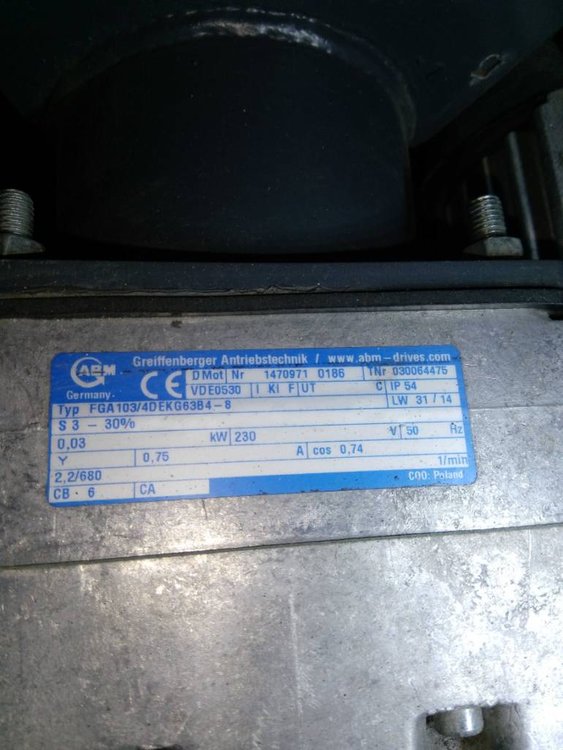 Greiffenberger Antriebstechnik / www.abm-drives.com
ABM
Germany.
CE
D Mot Nr 1470971 0186 TNr 030064475
VDE0530 I Kl F UT C IP 54
Typ FGA103/4DEKG63B4-8 LW 31 / 14
S 3 - 30%
0,03 kW 230 V 50 Hz
Y 0,75 A cos 0,74
2,2/680 1/min
CB · 6 CA COO: Poland